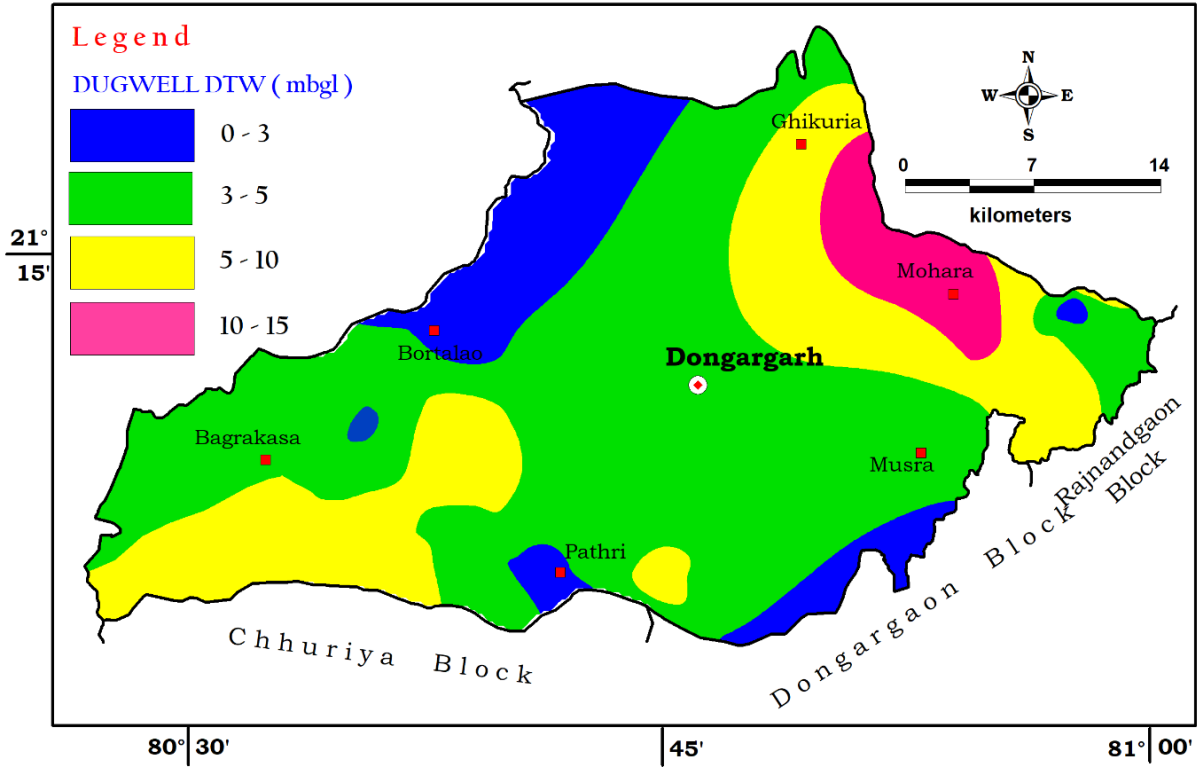 Legend
DUGWELL DTW ( mbgl )
0 - 3
3 - 5
5 - 10
10 - 15
N
W E
S
0 7 14
kilometers
21°
15'
Ghikuria
Mohara
Bortalao
Dongargarh
Bagrakasa
Musra
Pathri
Rajnandgaon
Block
Dongargaon Block
Chhuriya Block
80° 30' 45' 81° 00'